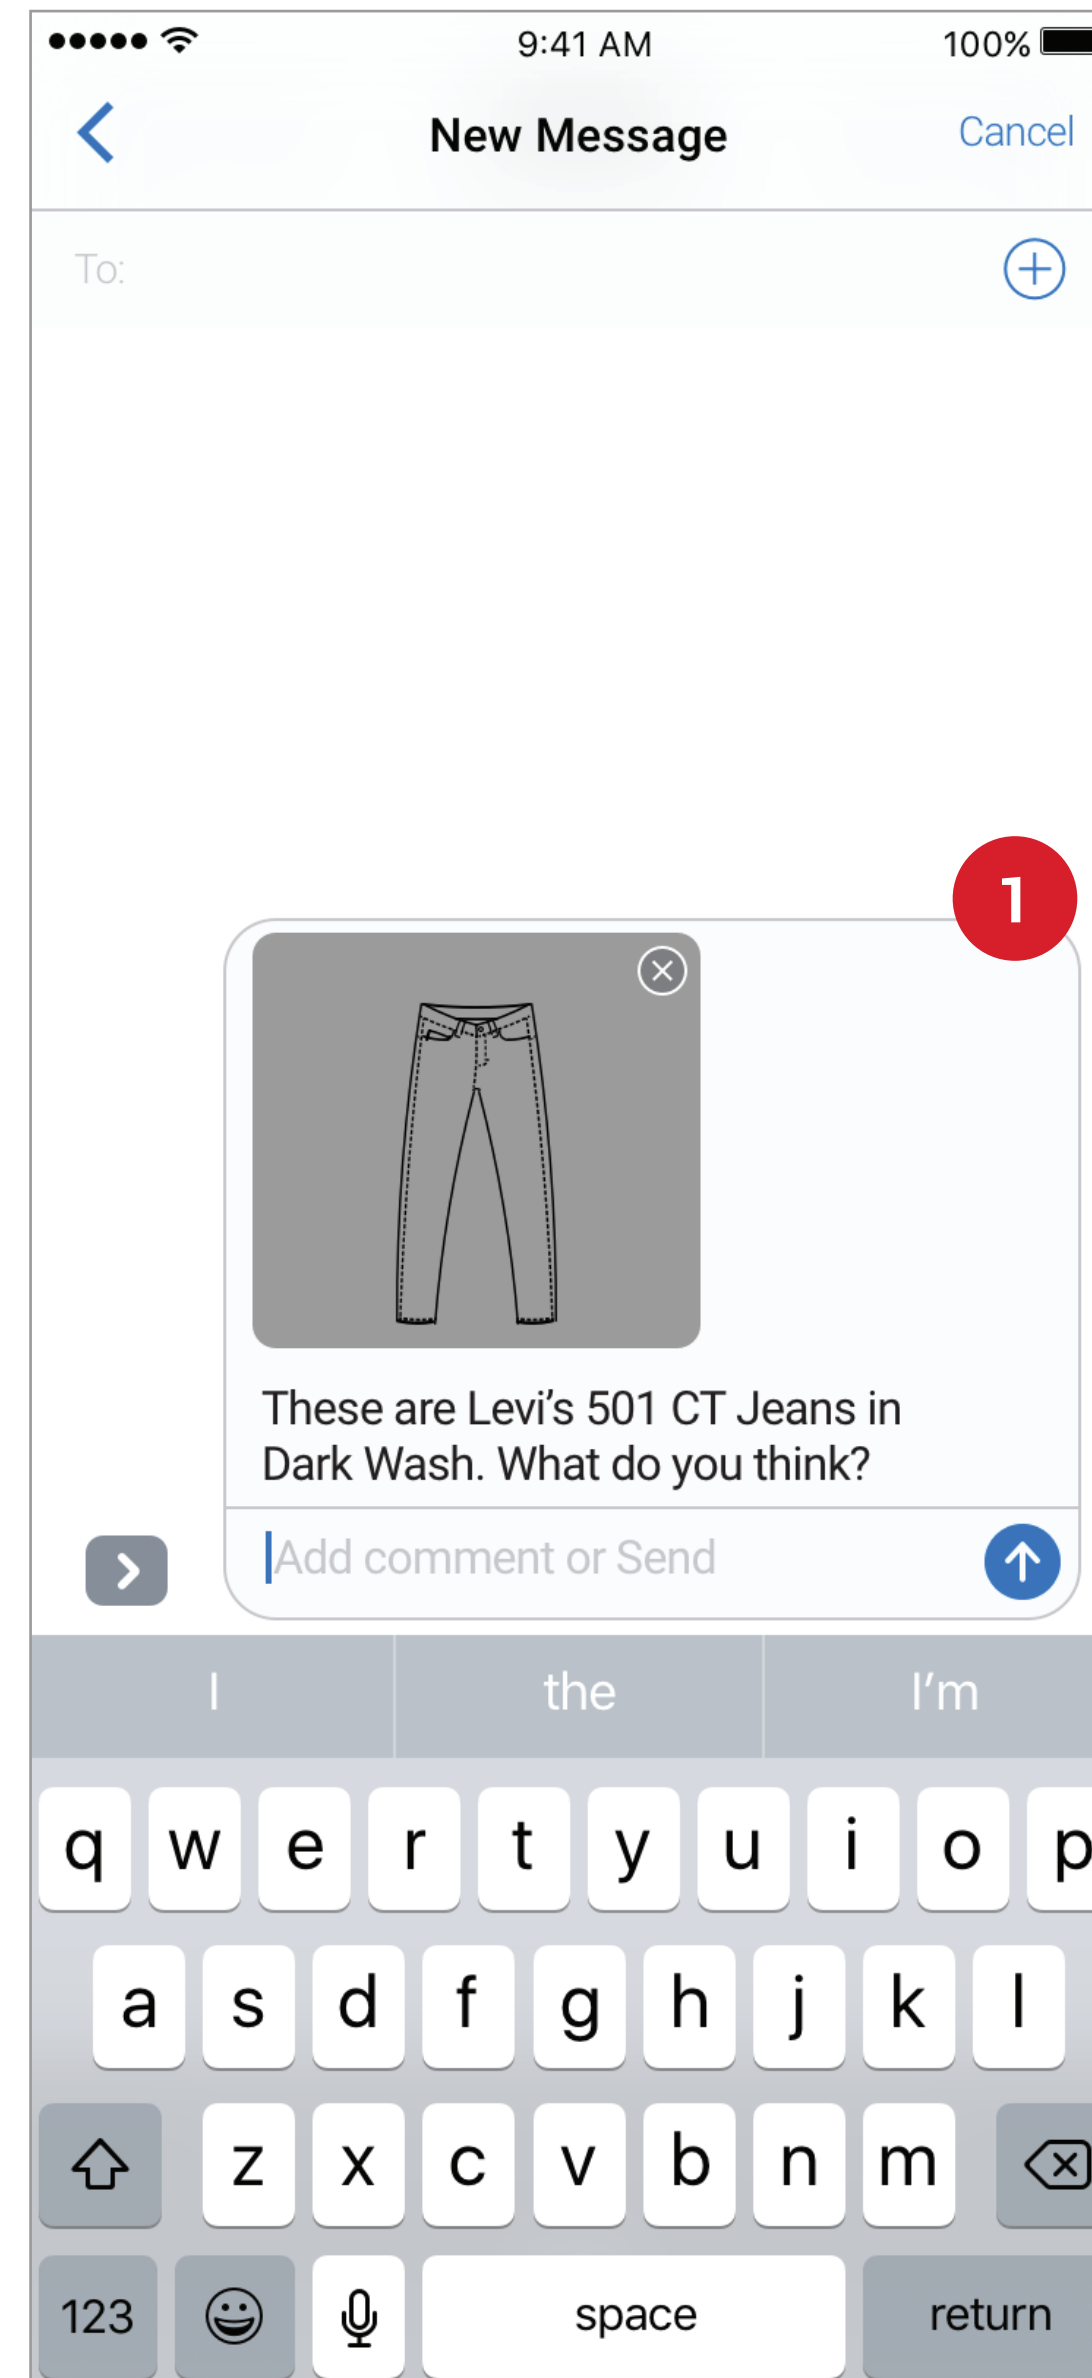 9:41 AM 100%
New Message Cancel
To:
1
These are Levi’s 501 CT Jeans in
Dark Wash. What do you think?
Add comment or Send
I the I’m
q w e r t y u i o p
a s d f g h j k l
z x c v b n m
123 space return